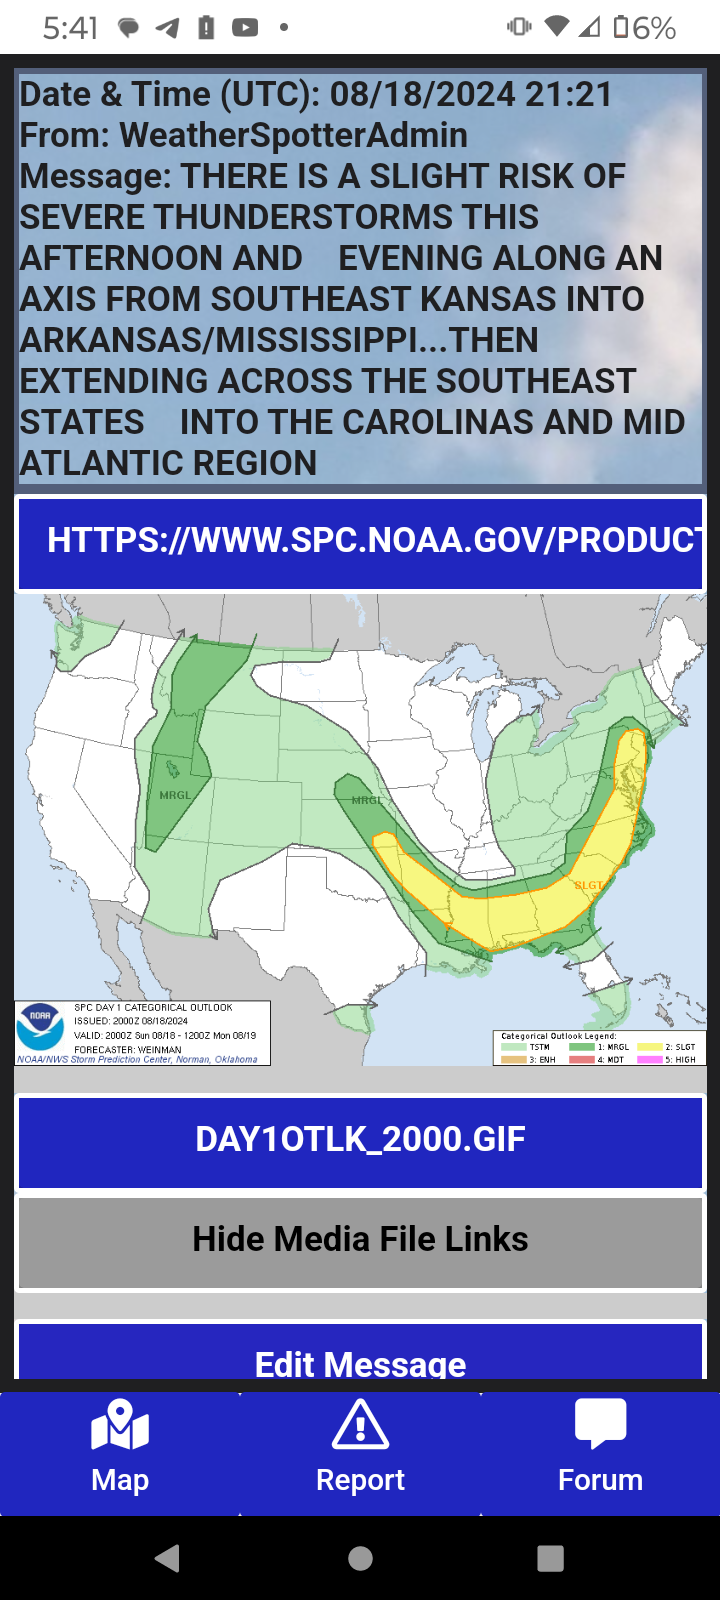 5:41
6%
Date & Time (UTC): 08/18/2024 21:21
From: WeatherSpotterAdmin
Message: THERE IS A SLIGHT RISK OF
SEVERE THUNDERSTORMS THIS
AFTERNOON AND    EVENING ALONG AN
AXIS FROM SOUTHEAST KANSAS INTO
ARKANSAS/MISSISSIPPI...THEN
EXTENDING ACROSS THE SOUTHEAST
STATES    INTO THE CAROLINAS AND MID
ATLANTIC REGION
HTTPS://WWW.SPC.NOAA.GOV/PRODUCT
MRGL
MRGL
SLGT
NOAA
SPC DAY 1 CATEGORICAL OUTLOOK
ISSUED: 2000Z 08/18/2024
VALID: 2000Z Sun 08/18 - 1200Z Mon 08/19
FORECASTER: WEINMAN
NOAA/NWS Storm Prediction Center, Norman, Oklahoma
Categorical Outlook Legend:
TSTM 1: MRGL 2: SLGT
3: ENH 4: MDT 5: HIGH
DAY1OTLK_2000.GIF
Hide Media File Links
Edit Message
Map Report Forum